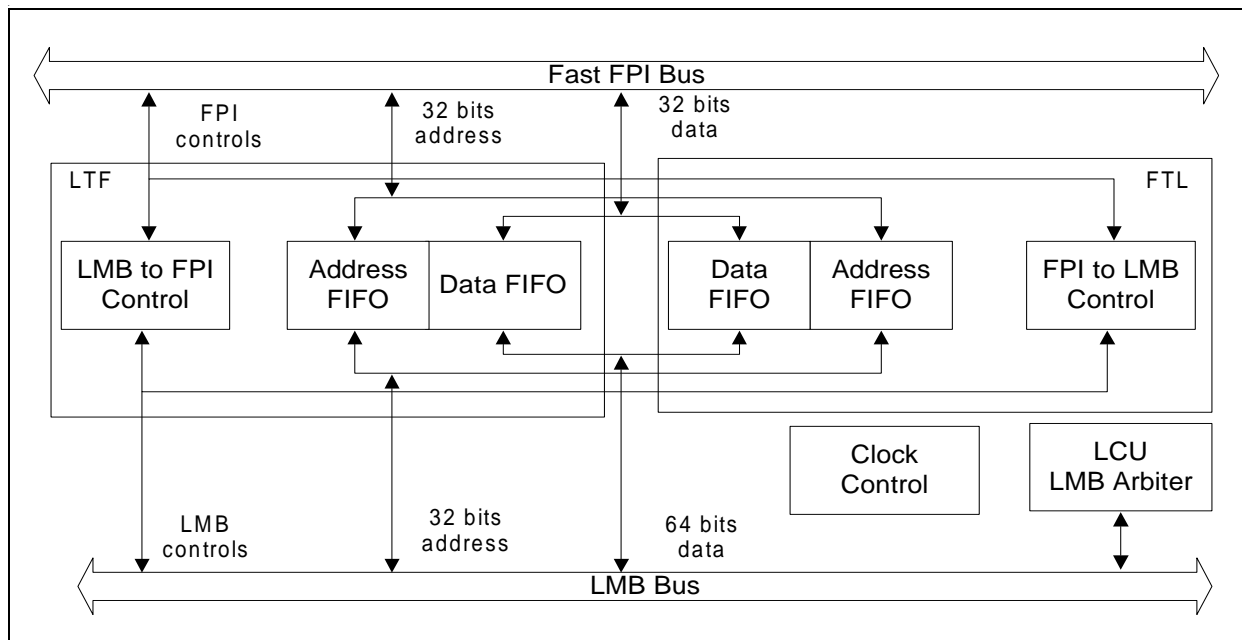 Fast FPI Bus
FPI
controls
32 bits
address
32 bits
data
LTF
FTL
LMB to FPI
Control
Address
FIFO
Data FIFO
Data
FIFO
Address
FIFO
FPI to LMB
Control
Clock
Control
LCU
LMB Arbiter
LMB
controls
32 bits
address
64 bits
data
LMB Bus